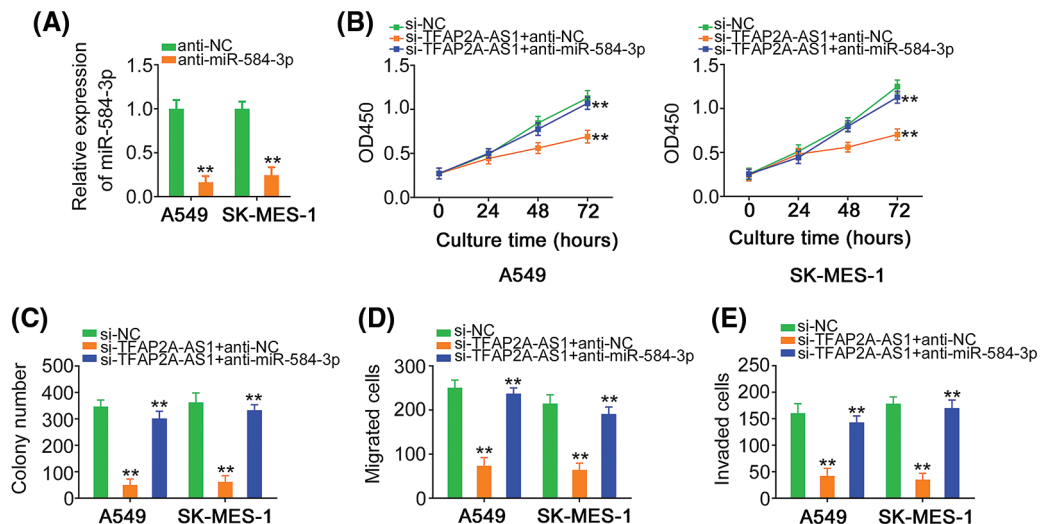 (A)
anti-NC
anti-miR-584-3p
Relative expression
of miR-584-3p
1.5
1.0
0.5
0.0
**
**
A549 SK-MES-1
(B)
si-NC
si-TFAP2A-AS1+anti-NC
si-TFAP2A-AS1+anti-miR-584-3p
OD450
1.5
1.0
0.5
0.0
**
**
0 24 48 72
Culture time (hours)
A549
si-NC
si-TFAP2A-AS1+anti-NC
si-TFAP2A-AS1+anti-miR-584-3p
OD450
1.5
1.0
0.5
0.0
**
**
0 24 48 72
Culture time (hours)
SK-MES-1
(C)
si-NC
si-TFAP2A-AS1+anti-NC
si-TFAP2A-AS1+anti-miR-584-3p
Colony number
500
400
300
200
100
0
** **
** **
A549 SK-MES-1
(D)
si-NC
si-TFAP2A-AS1+anti-NC
si-TFAP2A-AS1+anti-miR-584-3p
Migrated cells
300
200
100
0
** **
** **
A549 SK-MES-1
(E)
si-NC
si-TFAP2A-AS1+anti-NC
si-TFAP2A-AS1+anti-miR-584-3p
Invaded cells
250
200
150
100
50
0
** **
** **
A549 SK-MES-1